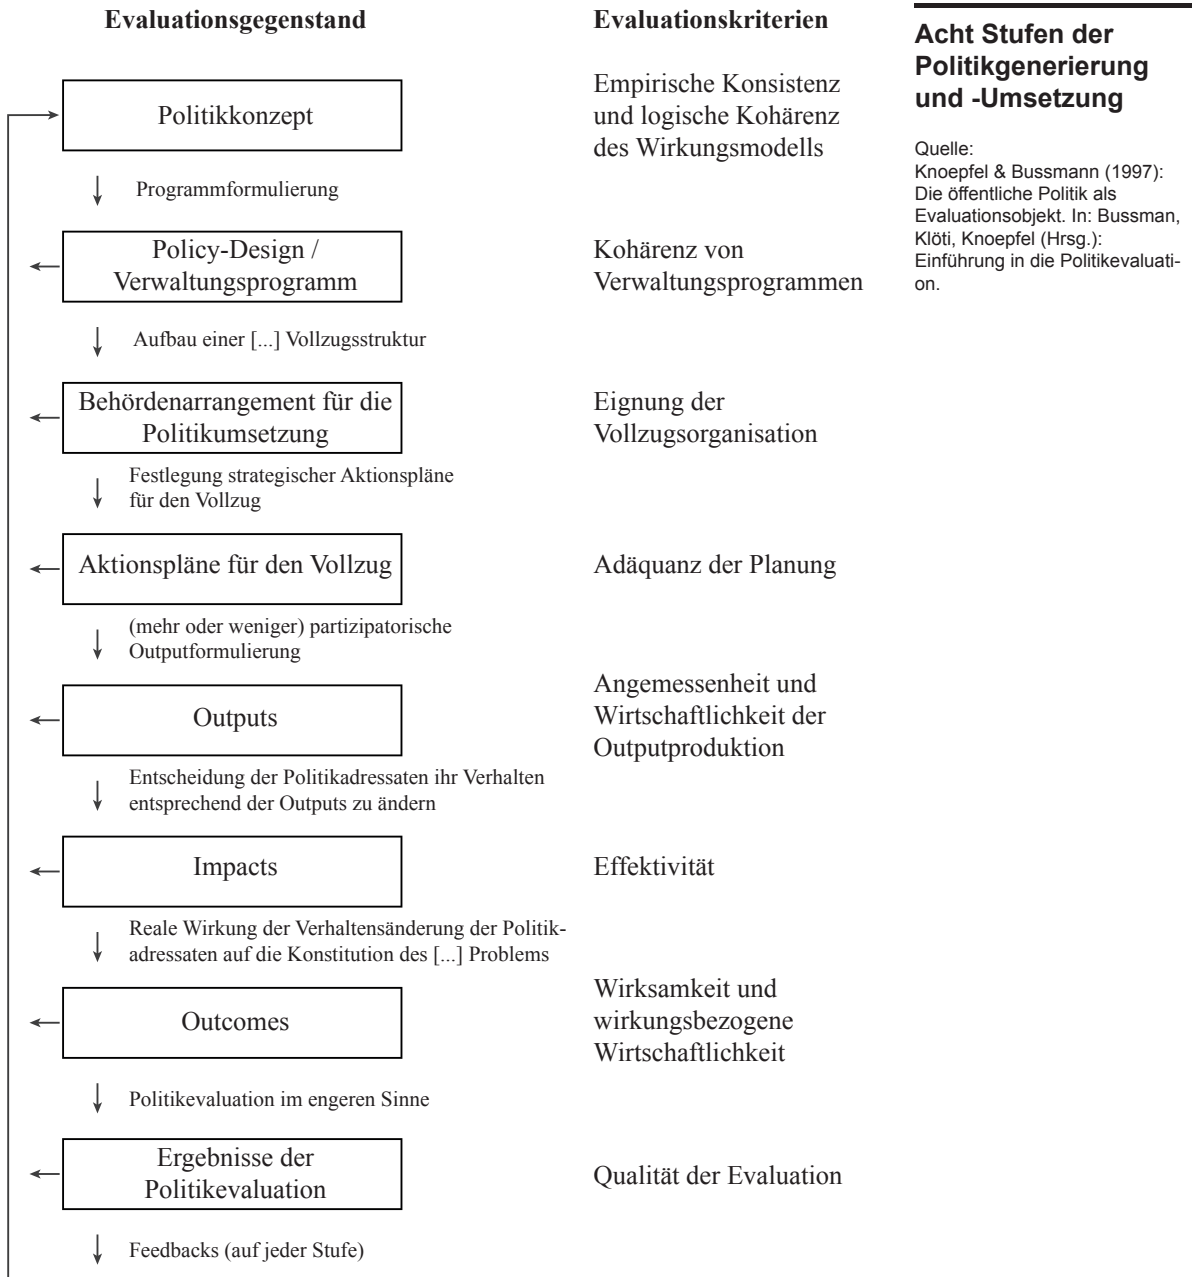 Evaluationsgegenstand
Evaluationskriterien
Acht Stufen der
Politikgenerierung
und -Umsetzung
Quelle:
Knoepfel & Bussmann (1997):
Die öffentliche Politik als
Evaluationsobjekt. In: Bussman,
Klöti, Knoepfel (Hrsg.):
Einführung in die Politikevaluati-
on.
Politikkonzept
Empirische Konsistenz
und logische Kohärenz
des Wirkungsmodells
Programmformulierung
Policy-Design /
Verwaltungsprogramm
Kohärenz von
Verwaltungsprogrammen
Aufbau einer [...] Vollzugsstruktur
Behördenarrangement für die
Politikumsetzung
Eignung der
Vollzugsorganisation
Festlegung strategischer Aktionspläne
für den Vollzug
Aktionspläne für den Vollzug
Adäquanz der Planung
(mehr oder weniger) partizipatorische
Outputformulierung
Outputs
Angemessenheit und
Wirtschaftlichkeit der
Outputproduktion
Entscheidung der Politikadressaten ihr Verhalten
entsprechend der Outputs zu ändern
Impacts
Effektivität
Reale Wirkung der Verhaltensänderung der Politik-
adressaten auf die Konstitution des [...] Problems
Outcomes
Wirksamkeit und
wirkungsbezogene
Wirtschaftlichkeit
Politikevaluation im engeren Sinne
Ergebnisse der
Politikevaluation
Qualität der Evaluation
Feedbacks (auf jeder Stufe)